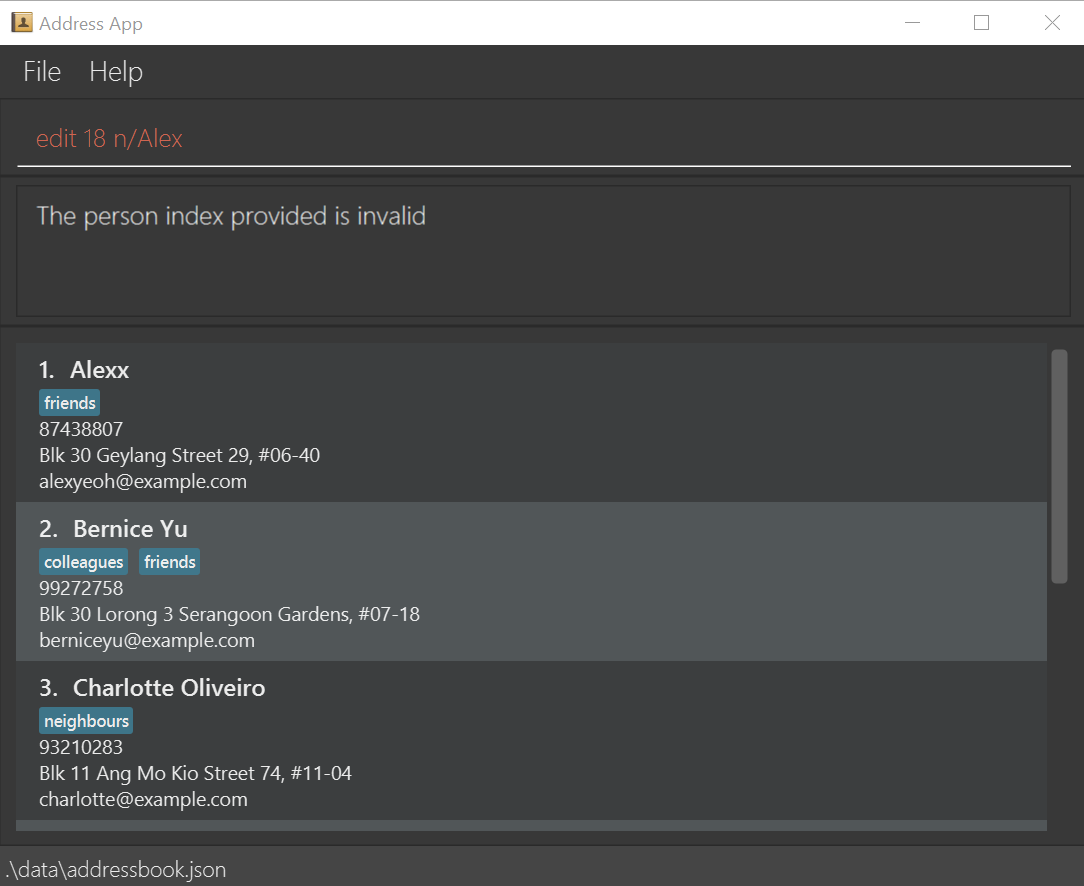 Address App
File Help
edit 18 n/Alex
The person index provided is invalid
1. Alexx
friends
87438807
Blk 30 Geylang Street 29, #06-40
alexyeoh@example.com
2. Bernice Yu
colleagues friends
99272758
Blk 30 Lorong 3 Serangoon Gardens, #07-18
berniceyu@example.com
3. Charlotte Oliveiro
neighbours
93210283
Blk 11 Ang Mo Kio Street 74, #11-04
charlotte@example.com
.\data\addressbook.json